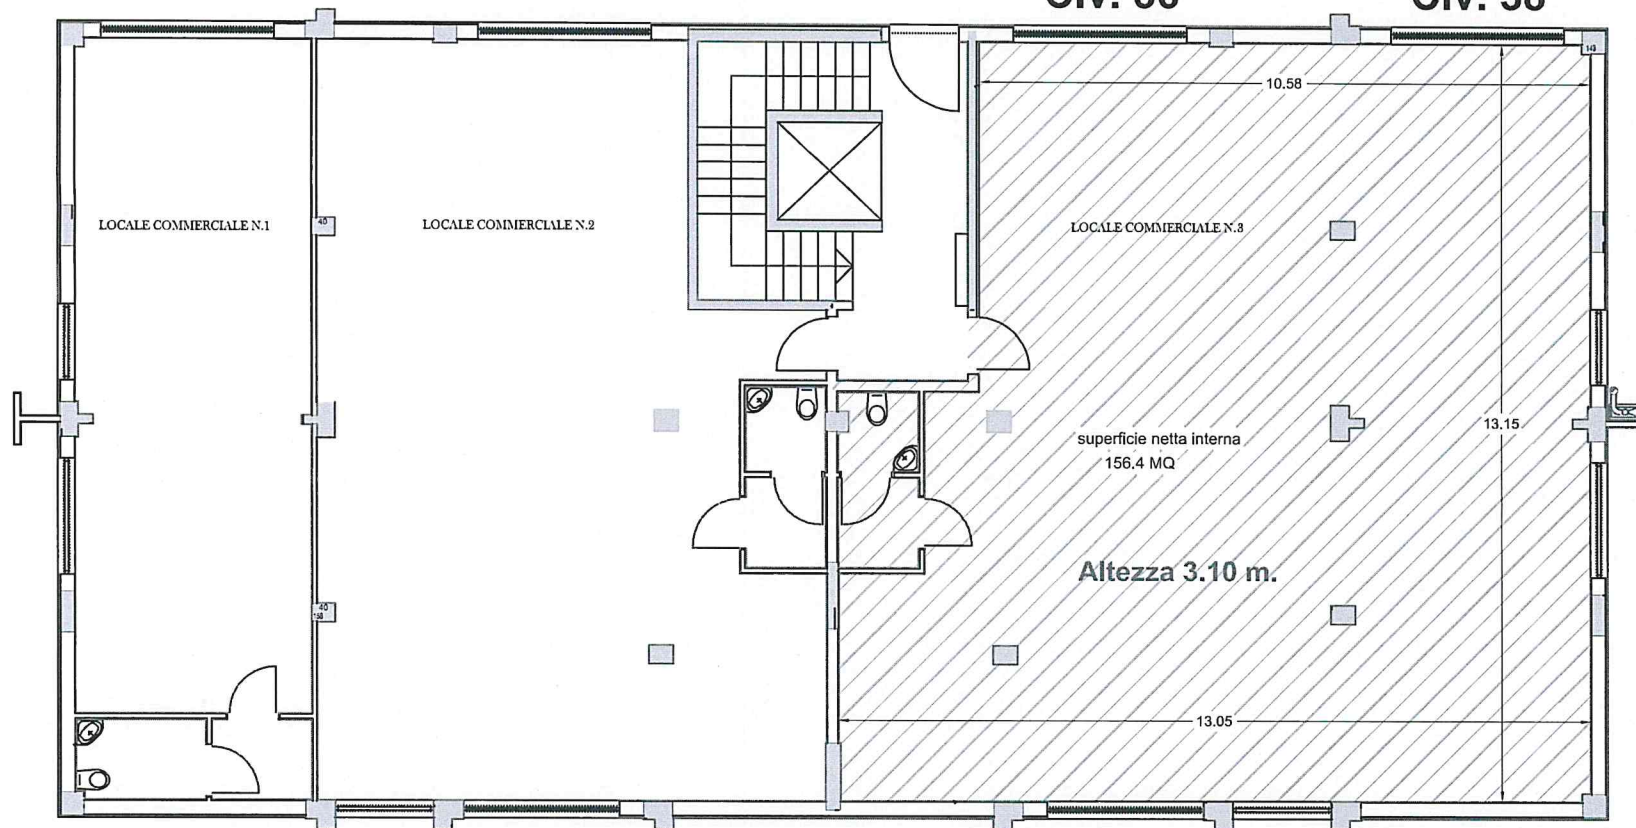 10.58
LOCALE COMMERCIALE N.1
40
LOCALE COMMERCIALE N.2
LOCALE COMMERCIALE N.3
superficie netta interna
156.4 MQ
13.15
Altezza 3.10 m.
40
13.05